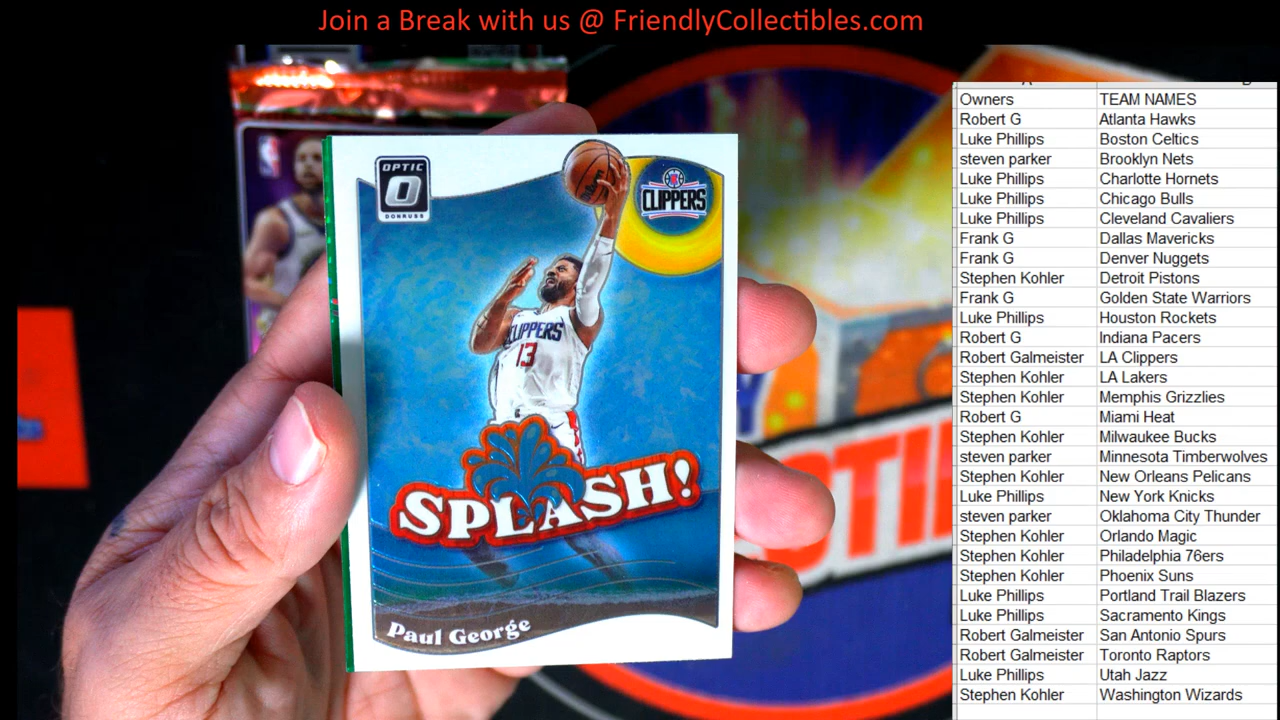 Join a Break with us @ FriendlyCollectibles.com
OPTIC
O
DONRUSS
CLIPPERS
CLIPPERS
13
SPLASH!
Paul George
Owners TEAM NAMES
Robert G Atlanta Hawks
Luke Phillips Boston Celtics
steven parker Brooklyn Nets
Luke Phillips Charlotte Hornets
Luke Phillips Chicago Bulls
Luke Phillips Cleveland Cavaliers
Frank G Dallas Mavericks
Frank G Denver Nuggets
Stephen Kohler Detroit Pistons
Frank G Golden State Warriors
Luke Phillips Houston Rockets
Robert G Indiana Pacers
Robert Galmeister LA Clippers
Stephen Kohler LA Lakers
Stephen Kohler Memphis Grizzlies
Robert G Miami Heat
Stephen Kohler Milwaukee Bucks
steven parker Minnesota Timberwolves
Stephen Kohler New Orleans Pelicans
Luke Phillips New York Knicks
steven parker Oklahoma City Thunder
Stephen Kohler Orlando Magic
Stephen Kohler Philadelphia 76ers
Stephen Kohler Phoenix Suns
Luke Phillips Portland Trail Blazers
Luke Phillips Sacramento Kings
Robert Galmeister San Antonio Spurs
Robert Galmeister Toronto Raptors
Luke Phillips Utah Jazz
Stephen Kohler Washington Wizards